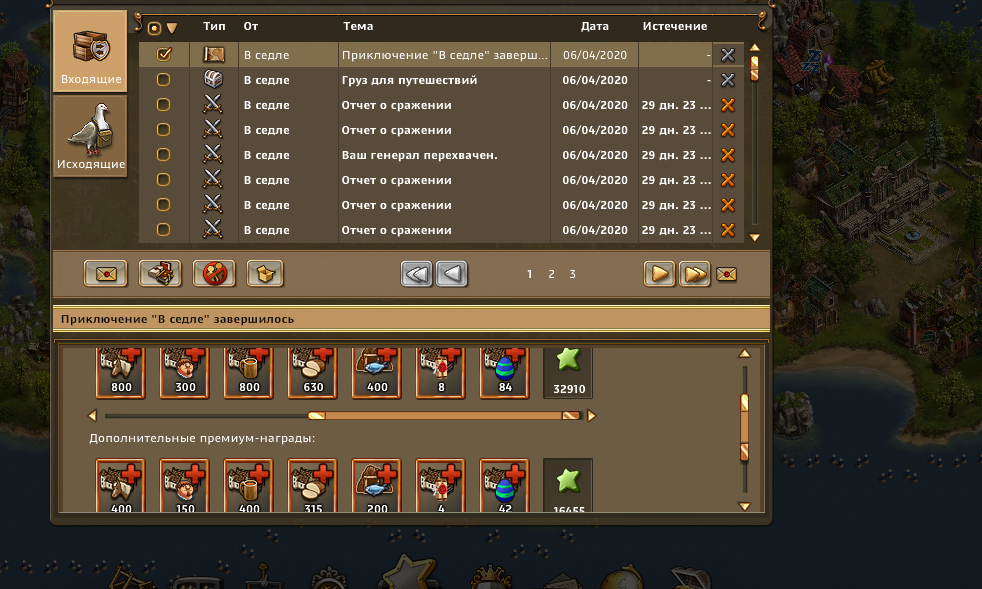 Тип От Тема Дата Истечение
Входящие
Исходящие
В седле Приключение "В седле" заверш... 06/04/2020 -
В седле Груз для путешествий 06/04/2020 -
В седле Отчет о сражении 06/04/2020 29 дн. 23 ...
В седле Отчет о сражении 06/04/2020 29 дн. 23 ...
В седле Ваш генерал перехвачен. 06/04/2020 29 дн. 23 ...
В седле Отчет о сражении 06/04/2020 29 дн. 23 ...
В седле Отчет о сражении 06/04/2020 29 дн. 23 ...
В седле Отчет о сражении 06/04/2020 29 дн. 23 ...
1 2 3
Приключение "В седле" завершилось
800 300 800 630 400 8 84 32910
Дополнительные премиум-награды:
400 150 400 315 200 4 42 16455